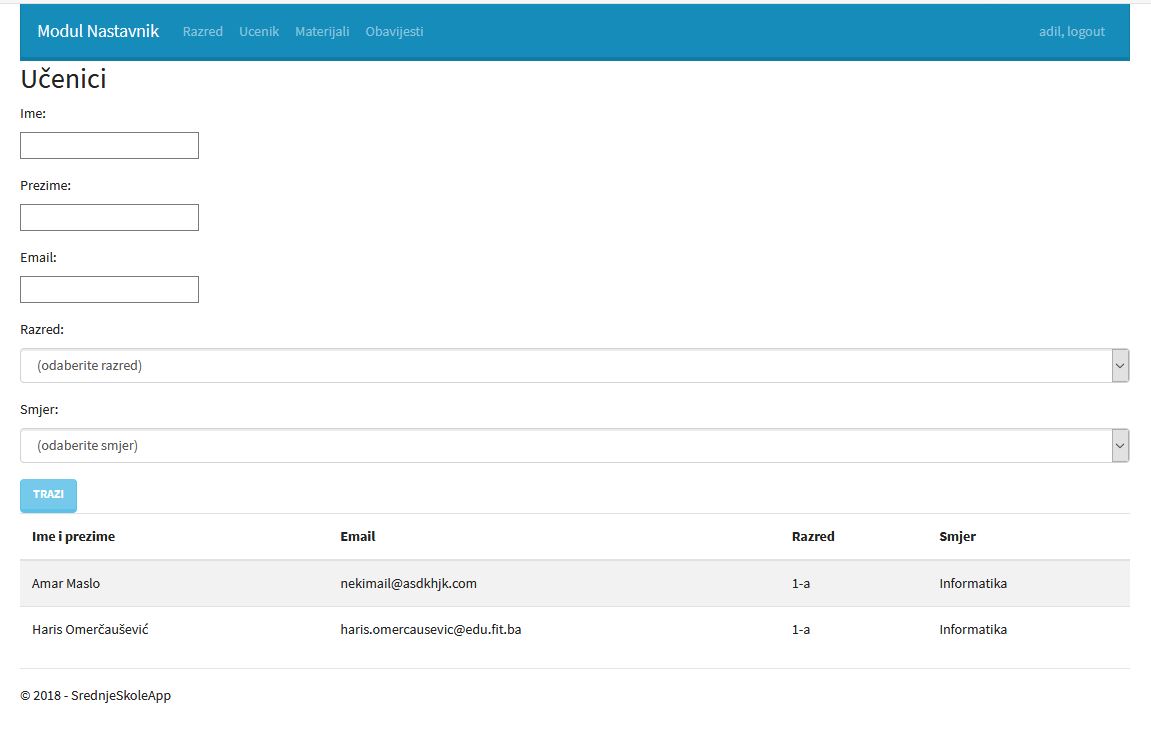 Modul Nastavnik Razred Ucenik Materijali Obavijesti adil, logout
Učenici
Ime:
Prezime:
Email:
Razred:
(odaberite razred)
Smjer:
(odaberite smjer)
TRAZI
Ime i prezime Email Razred Smjer
Amar Maslo nekimail@asdkhjk.com 1-a Informatika
Haris Omerčaušević haris.omercausevic@edu.fit.ba 1-a Informatika
© 2018 - SrednjeSkoleApp